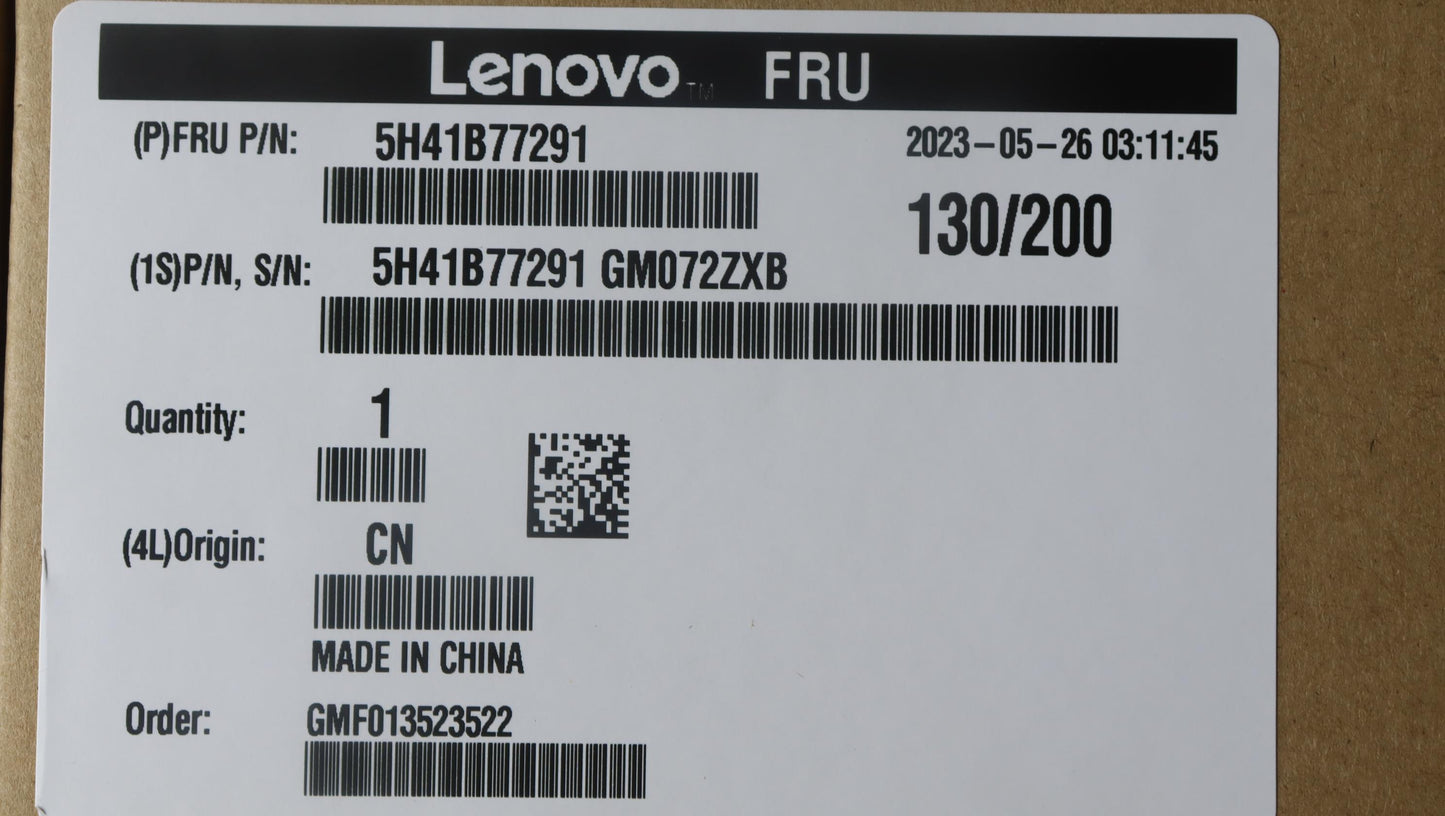 Lenovo™ FRU
(P)FRU P/N: 5H41B77291 2023-05-26 03:11:45
130/200
(1S)P/N, S/N: 5H41B77291 GM072ZXB
Quantity: 1
(4L)Origin: CN
MADE IN CHINA
Order: GMF013523522